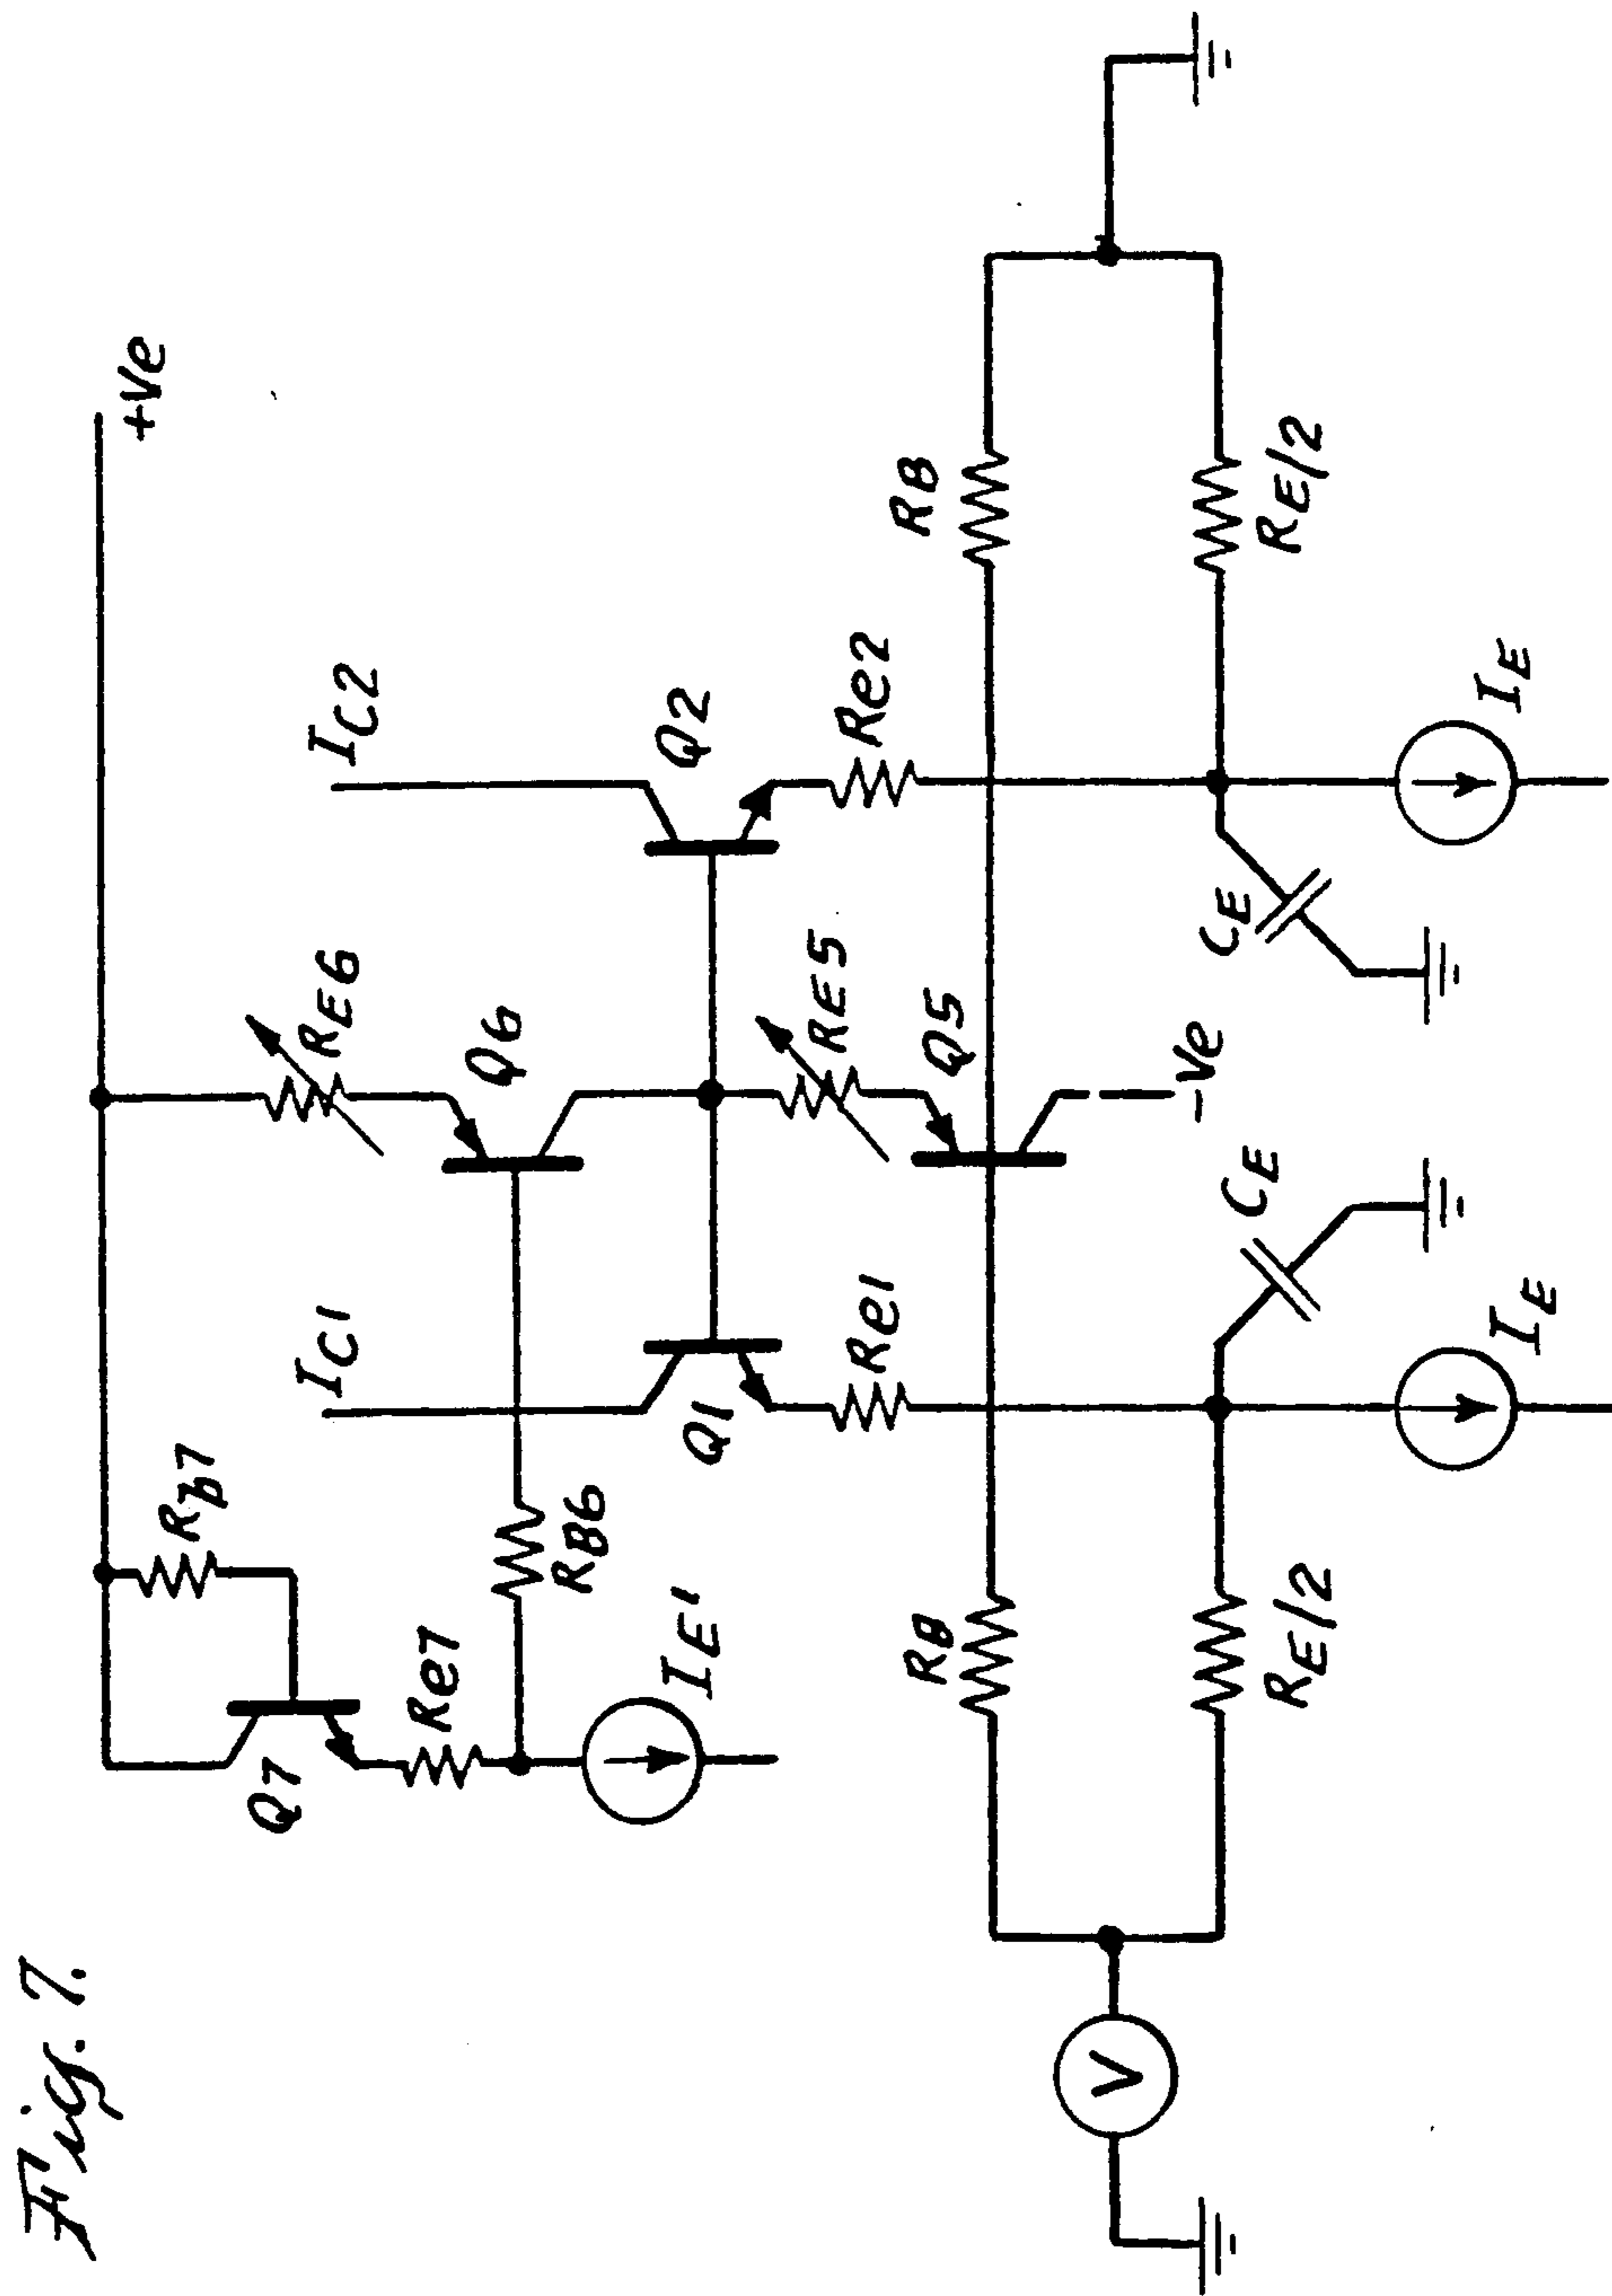 Fig. 7.
+Ve
Rb7
Q7
Re7
IE'
RB6
IC1
IC2
RE6
Q6
Q1
Q2
Re1
Re2
RE5
Q5
-Ve
RB
RB
V
RE/2
RE/2
CE
CE
IE
IE